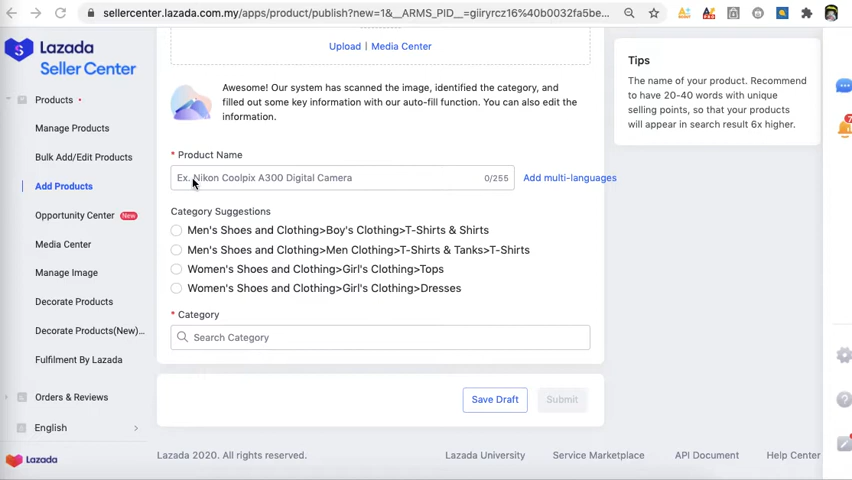 sellercenter.lazada.com.my/apps/product/publish?new=1&__ARMS_PID__=giiryrcz16%40b0032fa5be...
Lazada
Seller Center
Products
Manage Products
Bulk Add/Edit Products
Add Products
Opportunity Center New
Media Center
Manage Image
Decorate Products
Decorate Products(New)...
Fulfilment By Lazada
Orders & Reviews
English
Lazada
Upload | Media Center
Awesome! Our system has scanned the image, identified the category, and
filled out some key information with our auto-fill function. You can also edit the
information.
* Product Name
Ex. Nikon Coolpix A300 Digital Camera 0/255 Add multi-languages
Category Suggestions
Men's Shoes and Clothing>Boy's Clothing>T-Shirts & Shirts
Men's Shoes and Clothing>Men Clothing>T-Shirts & Tanks>T-Shirts
Women's Shoes and Clothing>Girl's Clothing>Tops
Women's Shoes and Clothing>Girl's Clothing>Dresses
* Category
Search Category
Save Draft Submit
Tips
The name of your product. Recommend
to have 20-40 words with unique
selling points, so that your products
will appear in search result 6x higher.
Lazada 2020. All rights reserved. Lazada University Service Marketplace API Document Help Center